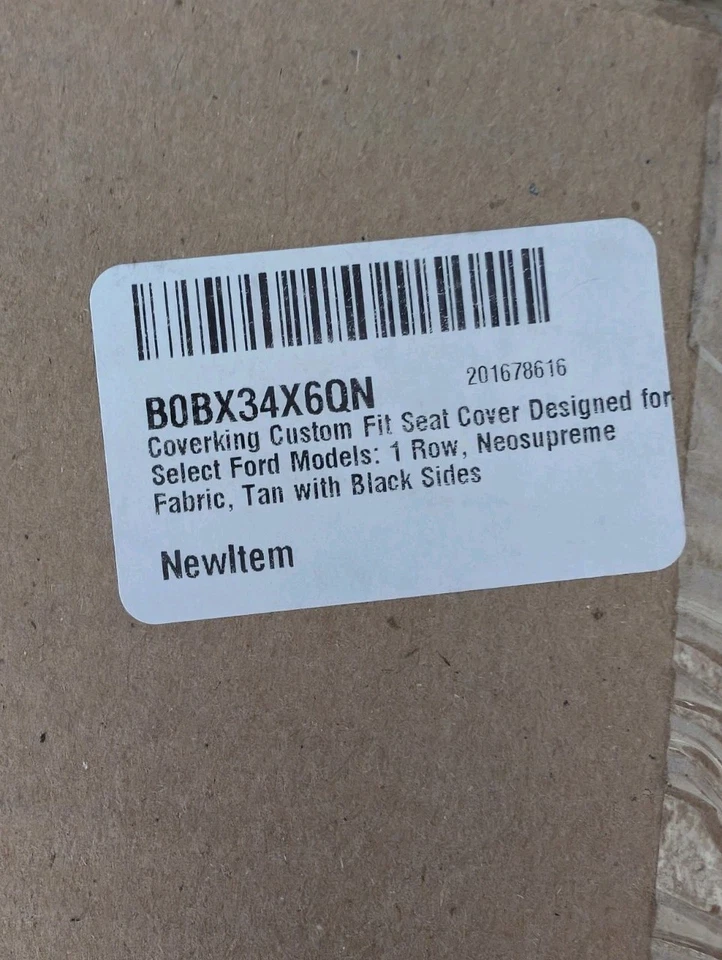 B0BX34X6QN 201678616
Coverking Custom Fit Seat Cover Designed for
Select Ford Models: 1 Row, Neosupreme
Fabric, Tan with Black Sides
NewItem